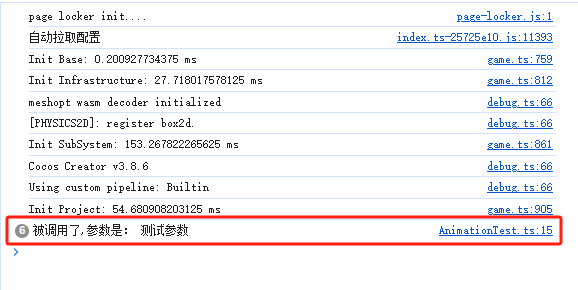 page locker init.... page-locker.js:1
自动拉取配置 index.ts-25725e10.js:11393
Init Base: 0.200927734375 ms game.ts:759
Init Infrastructure: 27.718017578125 ms game.ts:812
meshopt wasm decoder initialized debug.ts:66
[PHYSICS2D]: register box2d. debug.ts:66
Init SubSystem: 153.267822265625 ms game.ts:861
Cocos Creator v3.8.6 debug.ts:66
Using custom pipeline: Builtin debug.ts:66
Init Project: 54.680908203125 ms game.ts:905
6 被调用了,参数是: 测试参数 AnimationTest.ts:15
>